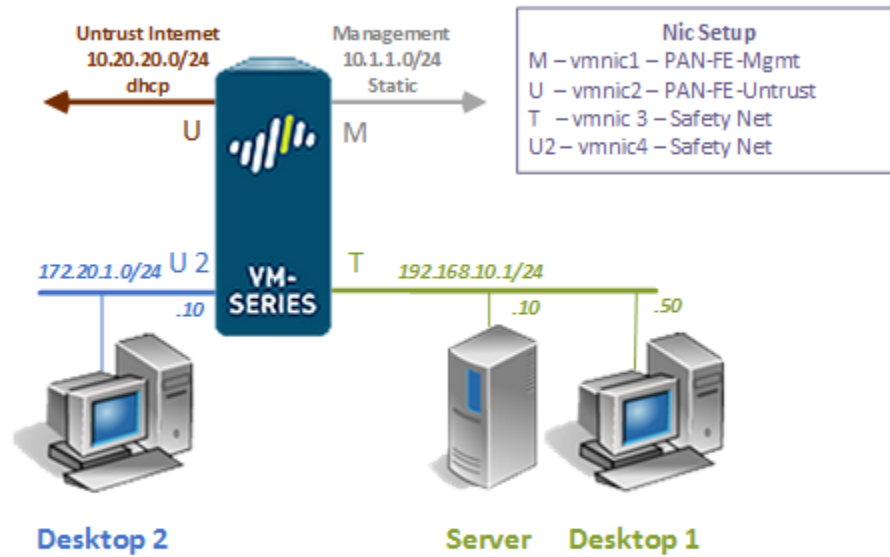 Untrust Internet
10.20.20.0/24
dhcp
Management
10.1.1.0/24
Static
Nic Setup
M – vmnic1 – PAN-FE-Mgmt
U – vmnic2 – PAN-FE-Untrust
T – vmnic 3 – Safety Net
U2 – vmnic4 – Safety Net
U
M
172.20.1.0/24
U 2
.10
VM-
SERIES
T
192.168.10.1/24
.10
.50
Desktop 2
Server
Desktop 1